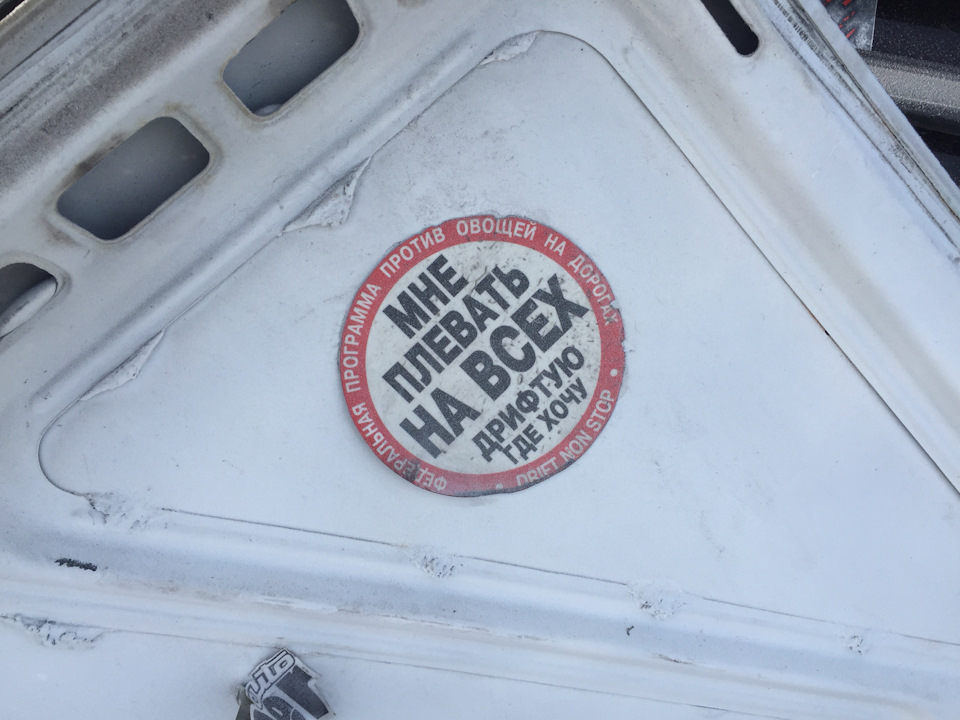 ФЕДЕРАЛЬНАЯ ПРОГРАММА ПРОТИВ ОВОЩЕЙ НА ДОРОГАХ
МНЕ
ПЛЕВАТЬ
НА ВСЕХ
ДРИФТУЮ
ГДЕ ХОЧУ
• DRIFT NON STOP •